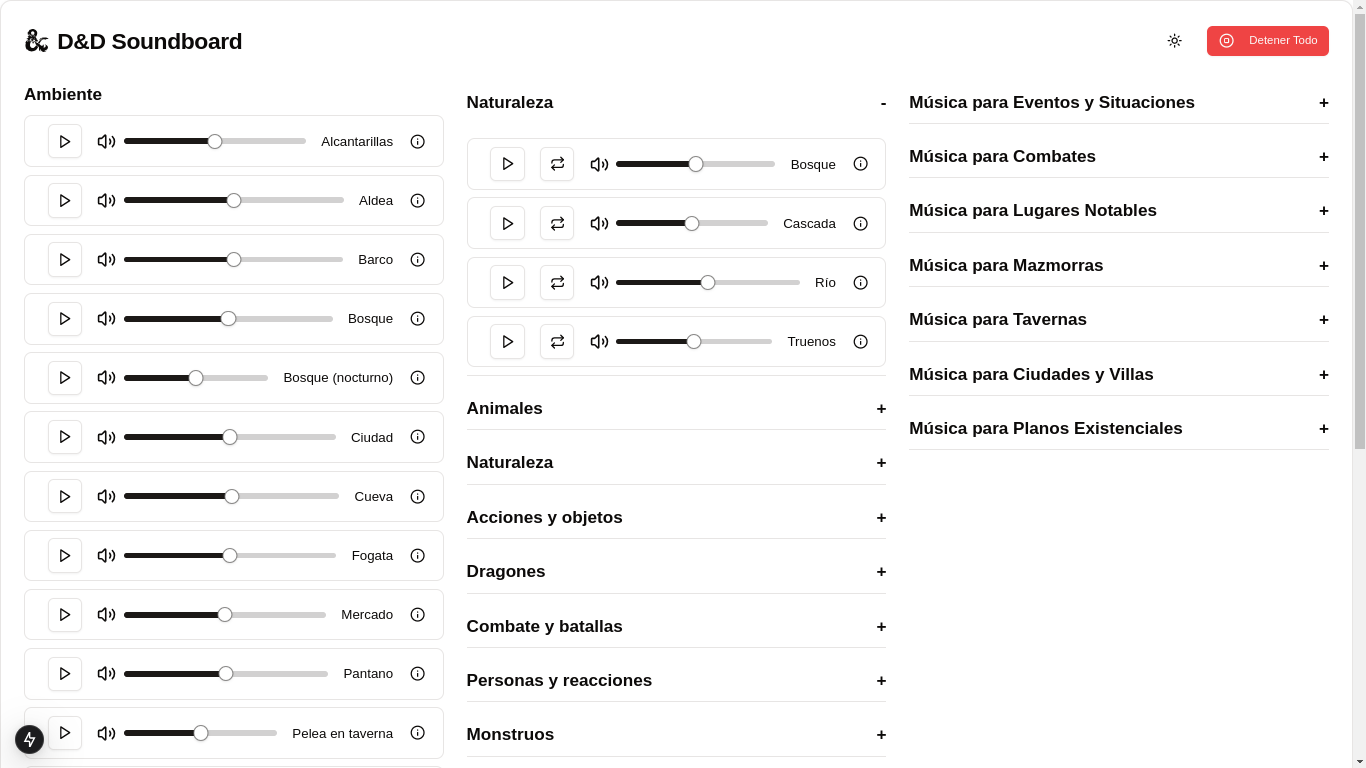 D&D Soundboard
Detener Todo
Ambiente
Alcantarillas
Aldea
Barco
Bosque
Bosque (nocturno)
Ciudad
Cueva
Fogata
Mercado
Pantano
Pelea en taverna
Naturaleza -
Bosque
Cascada
Río
Truenos
Animales +
Naturaleza +
Acciones y objetos +
Dragones +
Combate y batallas +
Personas y reacciones +
Monstruos +
Música para Eventos y Situaciones +
Música para Combates +
Música para Lugares Notables +
Música para Mazmorras +
Música para Tavernas +
Música para Ciudades y Villas +
Música para Planos Existenciales +